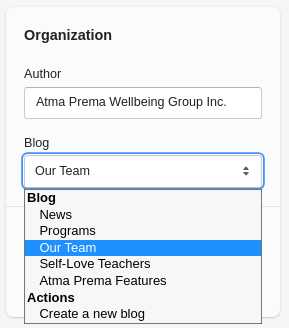 Organization
Author
Atma Prema Wellbeing Group Inc.
Blog
Our Team
Blog
News
Programs
Our Team
Self-Love Teachers
Atma Prema Features
Actions
Create a new blog